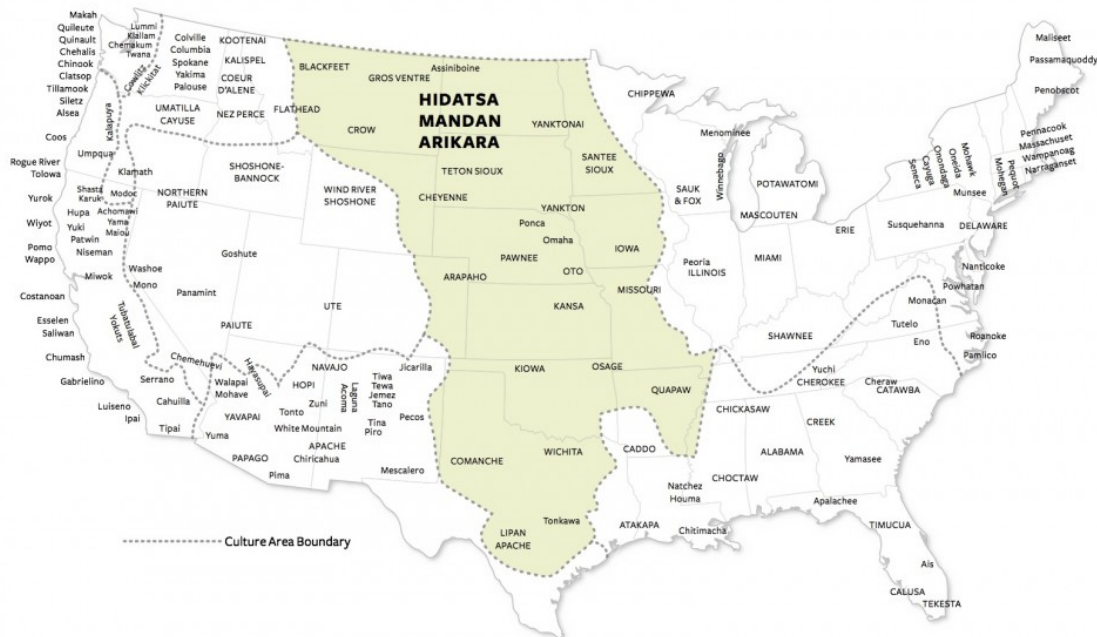 Makah
Quileute
Quinault
Chehalis
Chinook
Clatsop
Tillamook
Siletz
Alsea
Coos
Rogue River
Tolowa
Yurok
Wiyot
Pomo
Wappo
Costanoan
Esselen
Saliwan
Chumash
Gabrielino
Luiseno
Ipai
Tipai
Lummi
Klallam
Chemakum
Twana
Cowlitz
Klickitat
Kalapuya
Umpqua
Klamath
Shasta
Karuk
Modoc
Hupa
Yuki
Patwin
Niseman
Achomawi
Yama
Maiou
Miwok
Washoe
Mono
Tubatulabal
Yokuts
Serrano
Cahuilla
Colville
Columbia
Spokane
Yakima
Palouse
KOOTENAI
KALISPEL
COEUR
D'ALENE
UMATILLA
CAYUSE
NEZ PERCE
FLATHEAD
NORTHERN
PAIUTE
SHOSHONE-
BANNOCK
WIND RIVER
SHOSHONE
Goshute
Panamint
UTE
PAIUTE
Chemehuevi
Havasupai
Walapai
Mohave
YAVAPAI
Yuma
PAPAGO
Pima
NAVAJO
HOPI
Zuni
Tonto
White Mountain
APACHE
Chiricahua
Laguna
Acoma
Tiwa
Tewa
Jemez
Tano
Tina
Piro
Jicarilla
Pecos
Mescalero
BLACKFEET
GROS VENTRE
Assiniboine
HIDATSA
MANDAN
ARIKARA
CROW
YANKTONAI
SANTEE
SIOUX
TETON SIOUX
CHEYENNE
YANKTON
Ponca
Omaha
IOWA
PAWNEE
OTO
ARAPAHO
MISSOURI
KANSA
KIOWA
OSAGE
QUAPAW
COMANCHE
WICHITA
Tonkawa
LIPAN
APACHE
CHIPPEWA
Menominee
Winnebago
SAUK
& FOX
POTAWATOMI
MASCOUTEN
Peoria
ILLINOIS
MIAMI
ERIE
SHAWNEE
Seneca
Cayuga
Onondaga
Oneida
Mohawk
Mohegan
Pequot
Munsee
Susquehanna
DELAWARE
Maliseet
Passamaquoddy
Penobscot
Pennacook
Massachuset
Wampanoag
Narraganset
Nanticoke
Powhatan
Monacan
Tutelo
Eno
Roanoke
Pamlico
Yuchi
CHEROKEE
Cheraw
CATAWBA
CHICKASAW
CREEK
ALABAMA
Yamasee
CHOCTAW
CADDO
Natchez
Houma
ATAKAPA
Chitimacha
Apalachee
TIMUCUA
Ais
CALUSA
TEKESTA
Culture Area Boundary